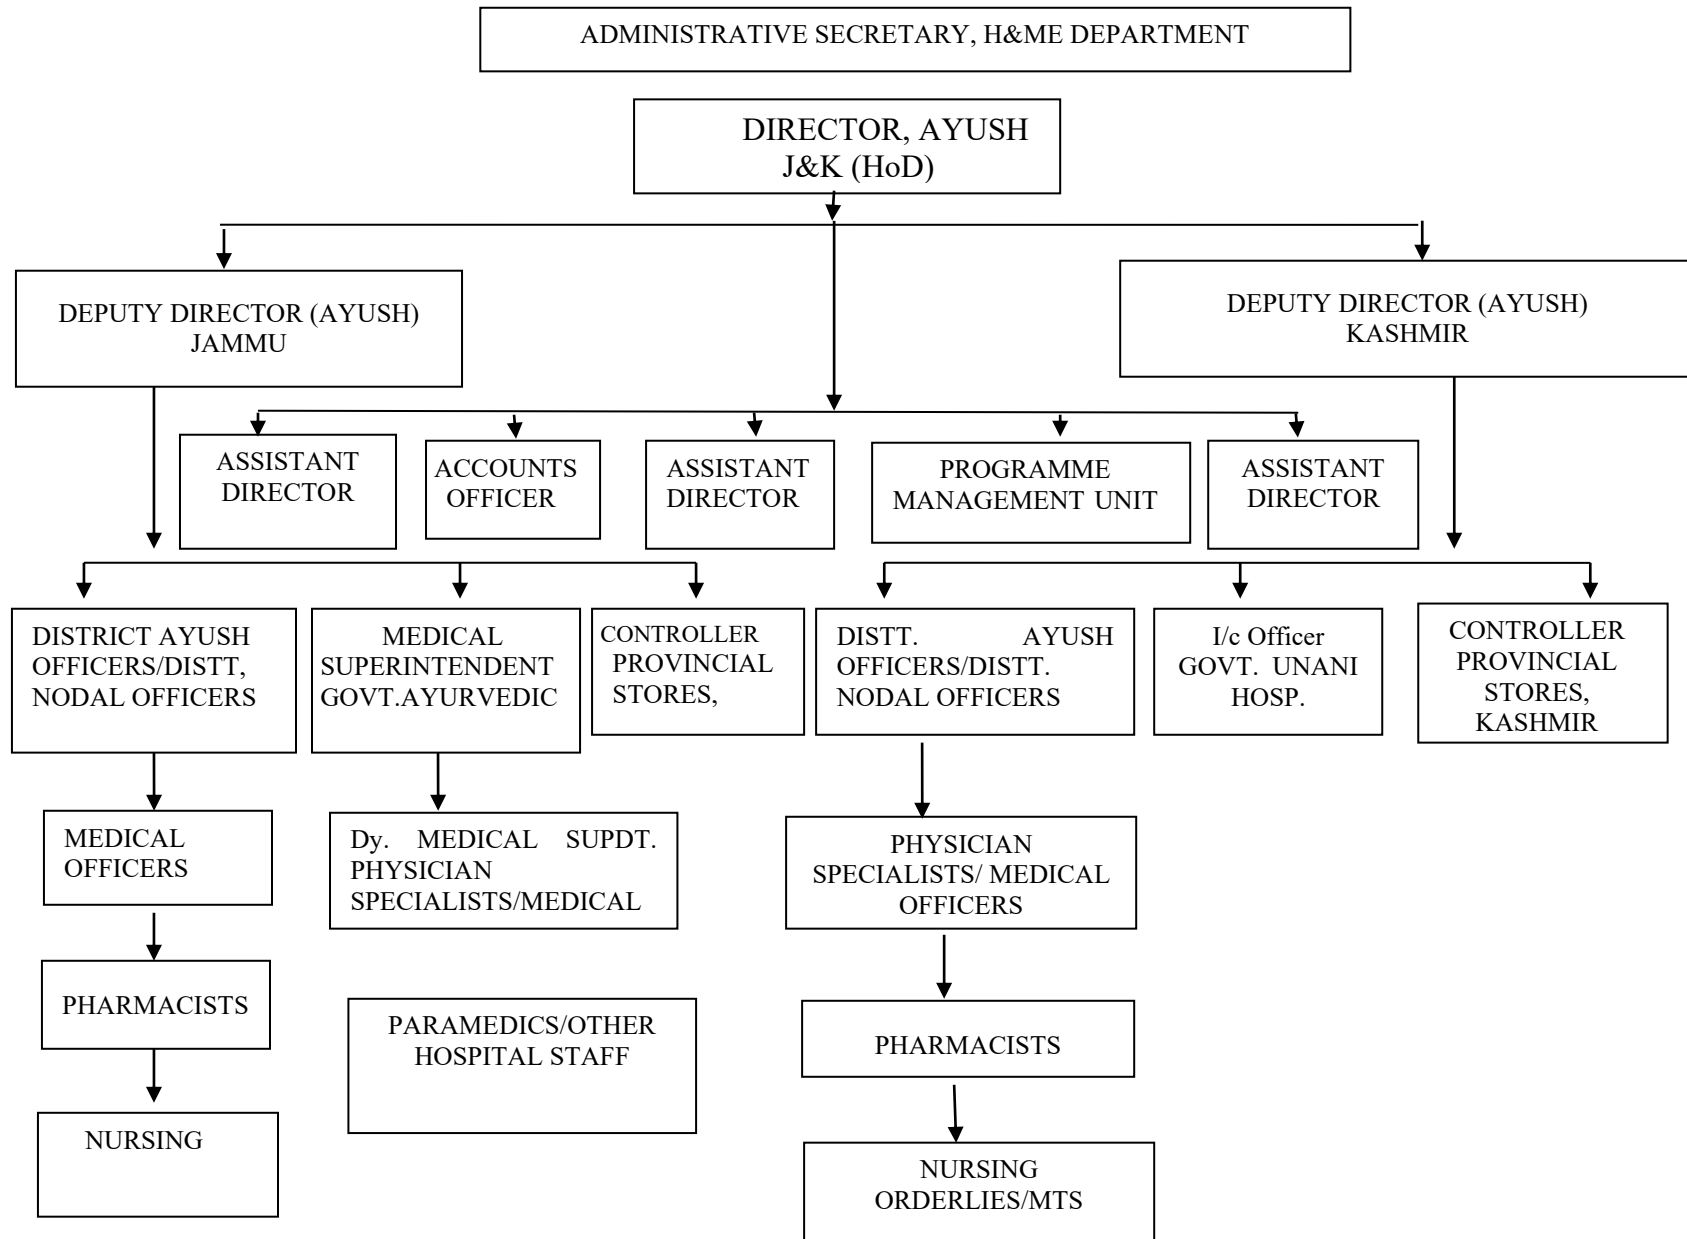 ADMINISTRATIVE SECRETARY, H&ME DEPARTMENT
DIRECTOR, AYUSH
J&K (HoD)
DEPUTY DIRECTOR (AYUSH)
JAMMU
DEPUTY DIRECTOR (AYUSH)
KASHMIR
ASSISTANT
DIRECTOR
ACCOUNTS
OFFICER
ASSISTANT
DIRECTOR
PROGRAMME
MANAGEMENT UNIT
ASSISTANT
DIRECTOR
DISTRICT AYUSH
OFFICERS/DISTT,
NODAL OFFICERS
MEDICAL
SUPERINTENDENT
GOVT.AYURVEDIC
CONTROLLER
PROVINCIAL
STORES,
DISTT. AYUSH
OFFICERS/DISTT.
NODAL OFFICERS
I/c Officer
GOVT. UNANI
HOSP.
CONTROLLER
PROVINCIAL
STORES,
KASHMIR
MEDICAL
OFFICERS
Dy. MEDICAL SUPDT.
PHYSICIAN
SPECIALISTS/MEDICAL
PHYSICIAN
SPECIALISTS/ MEDICAL
OFFICERS
PHARMACISTS
PARAMEDICS/OTHER
HOSPITAL STAFF
PHARMACISTS
NURSING
NURSING
ORDERLIES/MTS